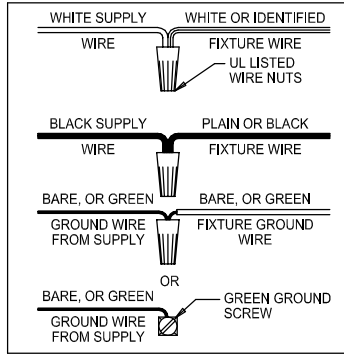 WHITE SUPPLY
WIRE
WHITE OR IDENTIFIED
FIXTURE WIRE
UL LISTED
WIRE NUTS
BLACK SUPPLY
WIRE
PLAIN OR BLACK
FIXTURE WIRE
BARE, OR GREEN
GROUND WIRE
FROM SUPPLY
BARE, OR GREEN
FIXTURE GROUND
WIRE
OR
BARE, OR GREEN
GROUND WIRE
FROM SUPPLY
GREEN GROUND
SCREW